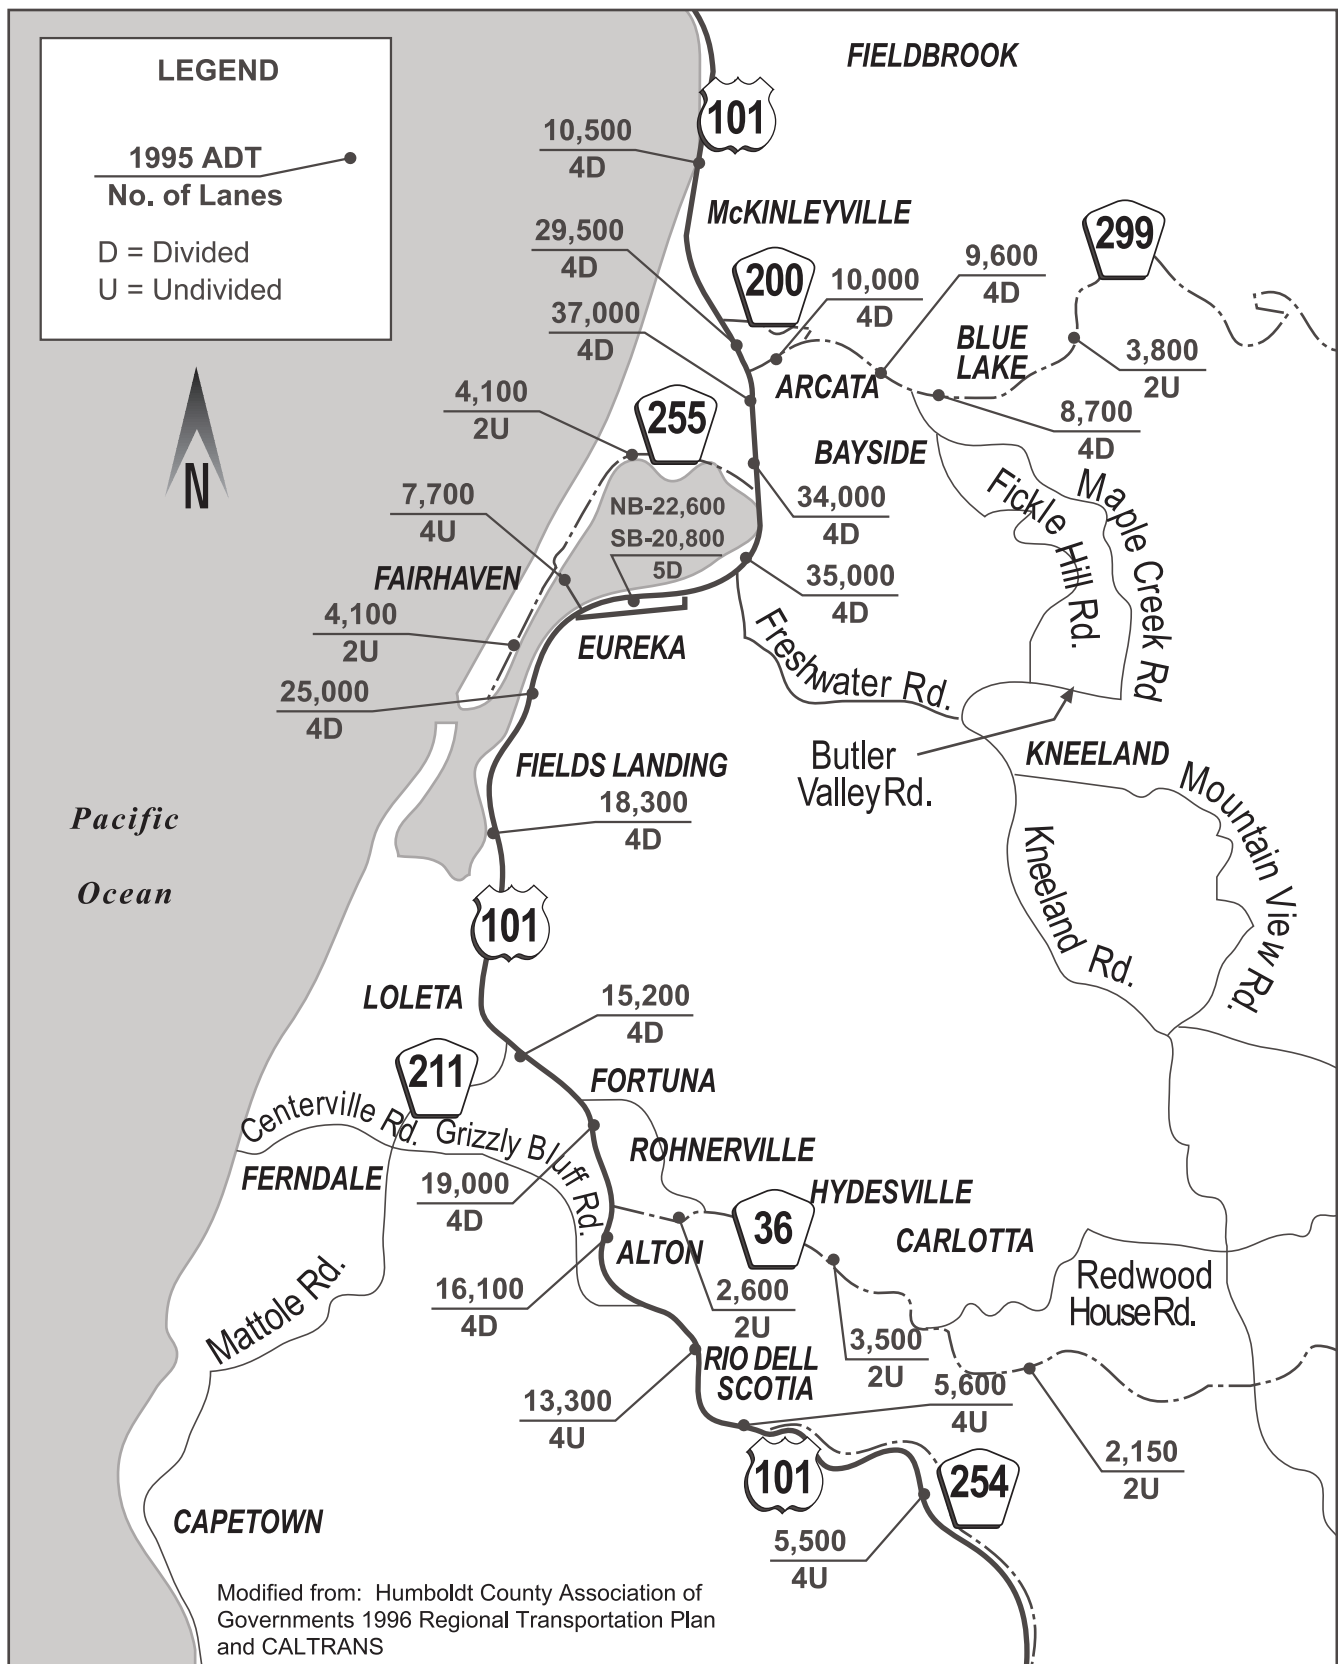 LEGEND
1995 ADT
No. of Lanes
D = Divided
U = Undivided
N
FIELDBROOK
101
10,500
4D
McKINLEYVILLE
29,500
4D
200
299
10,000
4D
9,600
4D
37,000
4D
BLUE
LAKE
3,800
2U
ARCATA
8,700
4D
4,100
2U
255
BAYSIDE
7,700
4U
NB-22,600
SB-20,800
5D
34,000
4D
Fickle Hill Rd.
Maple Creek Rd
FAIRHAVEN
35,000
4D
4,100
2U
EUREKA
Freshwater Rd.
25,000
4D
Butler
Valley Rd.
KNEELAND
FIELDS LANDING
18,300
4D
Mountain View Rd.
Kneeland Rd.
Pacific
Ocean
101
LOLETA
15,200
4D
211
FORTUNA
Centerville Rd.
Grizzly Bluff Rd.
ROHNERVILLE
FERNDALE
19,000
4D
HYDESVILLE
36
CARLOTTA
ALTON
Mattole Rd.
16,100
4D
2,600
2U
Redwood
House Rd.
3,500
2U
RIO DELL
SCOTIA
13,300
4U
5,600
4U
2,150
2U
101
254
CAPETOWN
5,500
4U
Modified from: Humboldt County Association of
Governments 1996 Regional Transportation Plan
and CALTRANS